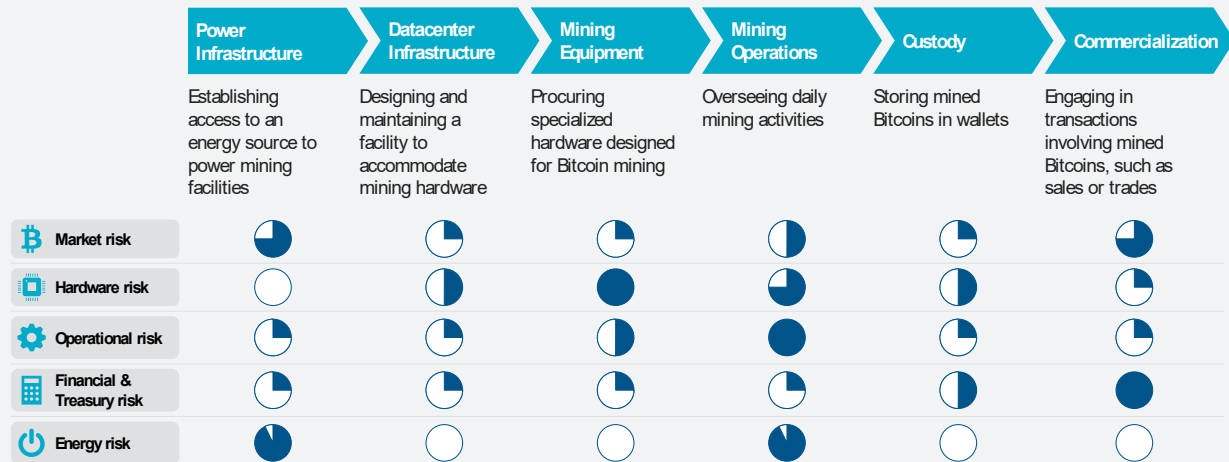 Power
Infrastructure
Datacenter
Infrastructure
Mining
Equipment
Mining
Operations
Custody
Commercialization
Establishing
access to an
energy source to
power mining
facilities
Designing and
maintaining a
facility to
accommodate
mining hardware
Procuring
specialized
hardware designed
for Bitcoin mining
Overseeing daily
mining activities
Storing mined
Bitcoins in wallets
Engaging in
transactions
involving mined
Bitcoins, such as
sales or trades
Market risk
Hardware risk
Operational risk
Financial &
Treasury risk
Energy risk